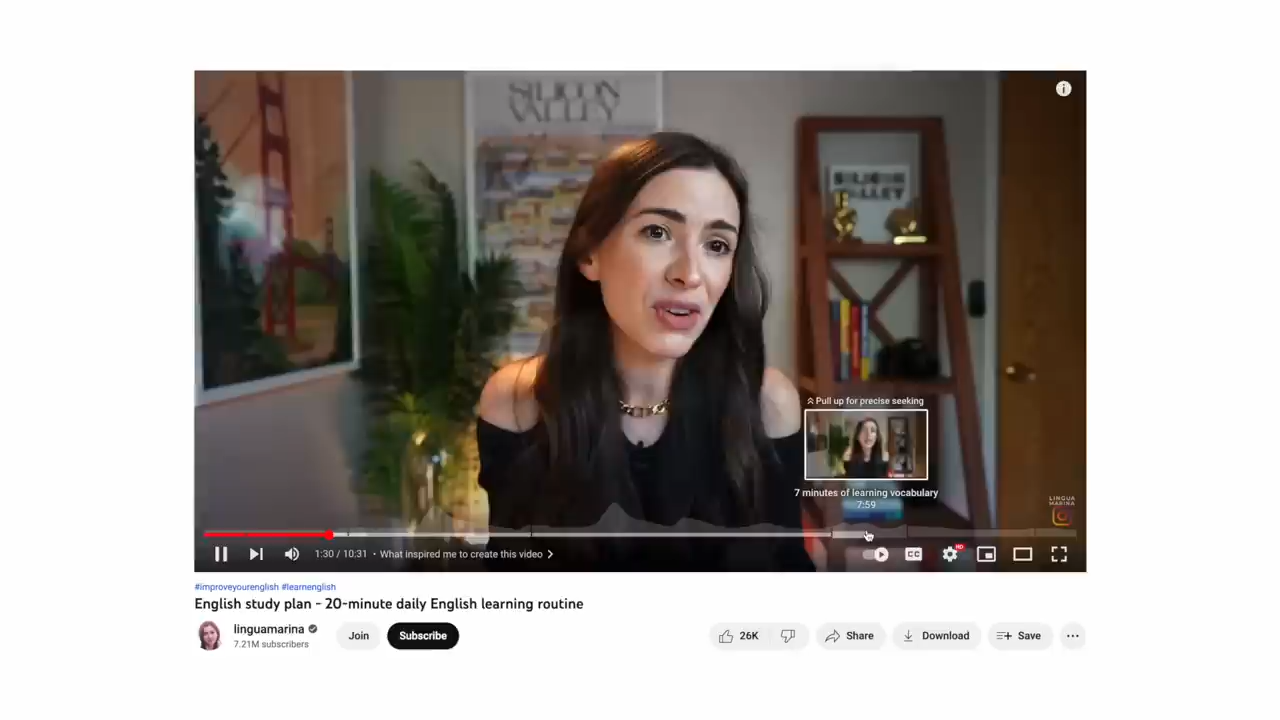 SILICON
VALLEY
SILICON
VALLEY
Pull up for precise seeking
7 minutes of learning vocabulary
7:59
LINGUA
MARINA
1:30 / 10:31 • What inspired me to create this video
CC
HD
#improveyourenglish #learnenglish
English study plan - 20-minute daily English learning routine
linguamarina
7.21M subscribers
Join
Subscribe
26K
Share
Download
Save